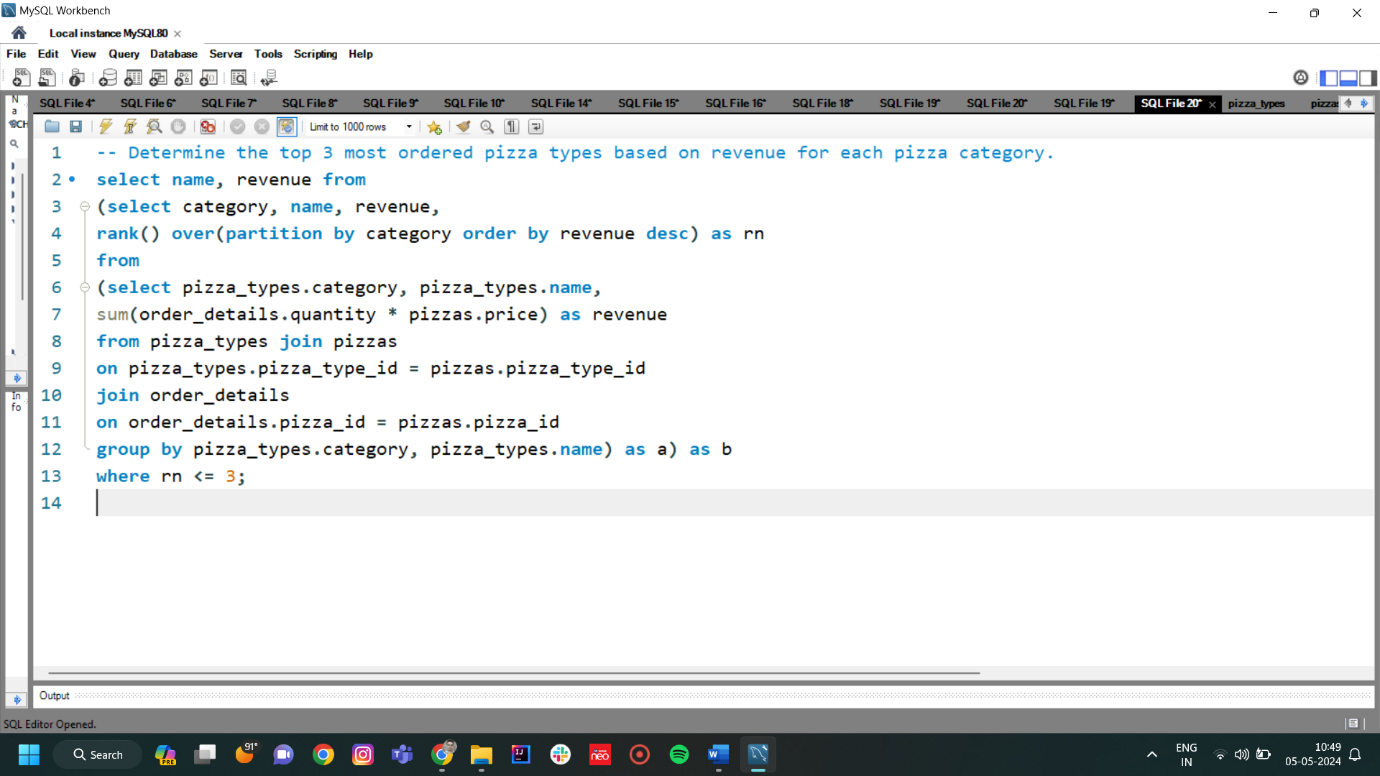 MySQL Workbench
Local instance MySQL80
File Edit View Query Database Server Tools Scripting Help
SQL File 4* SQL File 6* SQL File 7* SQL File 8* SQL File 9* SQL File 10* SQL File 14* SQL File 15* SQL File 16* SQL File 18* SQL File 19* SQL File 20* SQL File 19* SQL File 20* pizza_types pizza
Limit to 1000 rows
1 -- Determine the top 3 most ordered pizza types based on revenue for each pizza category.
2 select name, revenue from
3 (select category, name, revenue,
4 rank() over(partition by category order by revenue desc) as rn
5 from
6 (select pizza_types.category, pizza_types.name,
7 sum(order_details.quantity * pizzas.price) as revenue
8 from pizza_types join pizzas
9 on pizza_types.pizza_type_id = pizzas.pizza_type_id
10 join order_details
11 on order_details.pizza_id = pizzas.pizza_id
12 group by pizza_types.category, pizza_types.name) as a) as b
13 where rn <= 3;
14
Output
SQL Editor Opened.
Search
PRE
91°
neo
ENG
IN
10:49
05-05-2024